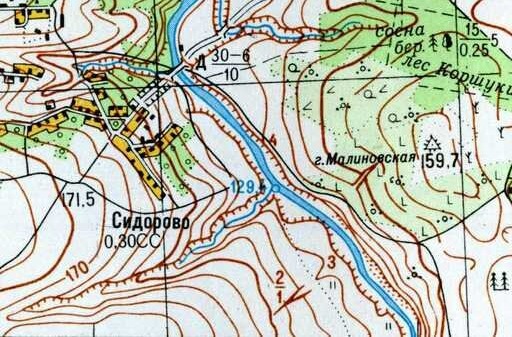 сосна
бер.
15
0.25
5
лес Коршуки
Д
30-6
10
4
г. Малиновская
159.7
129.
171.5
Сидорово
0,30СС
170
2
1
3